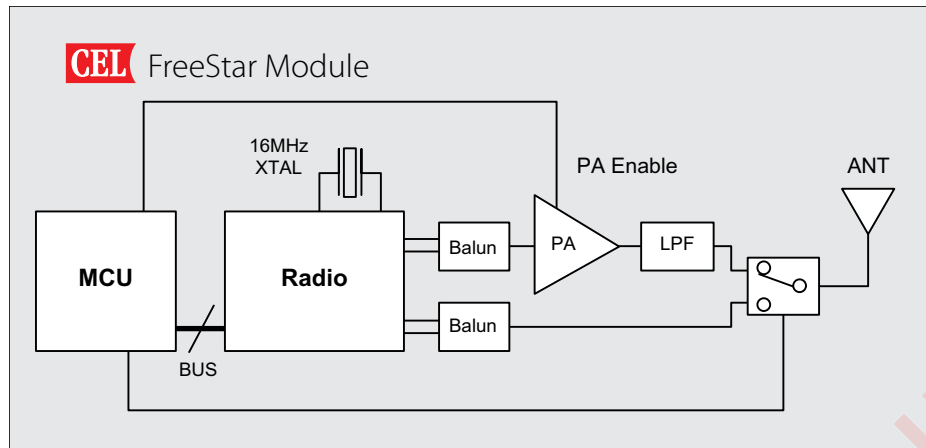 CEL FreeStar Module
16MHz
XTAL
PA Enable
ANT
MCU
Radio
Balun
PA
LPF
Balun
BUS